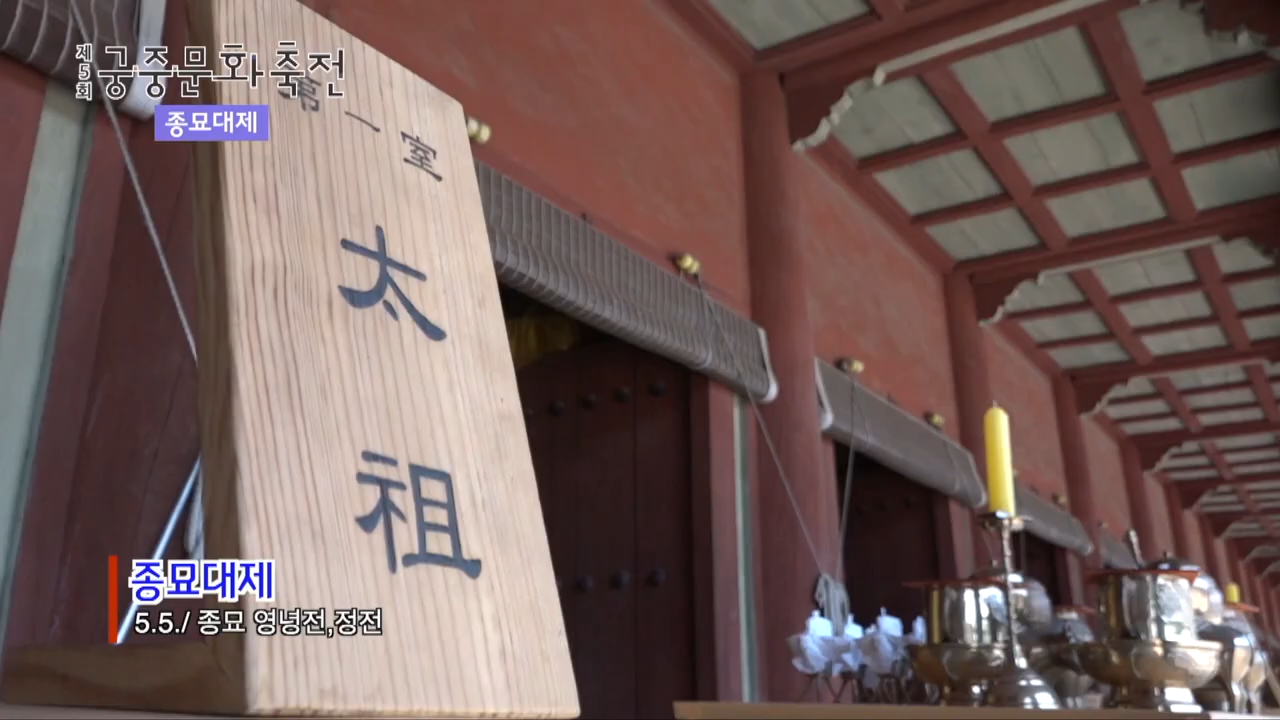 제5회 궁중문화축전
종묘대제
第一室
太祖
종묘대제
5.5./ 종묘 영녕전,정전